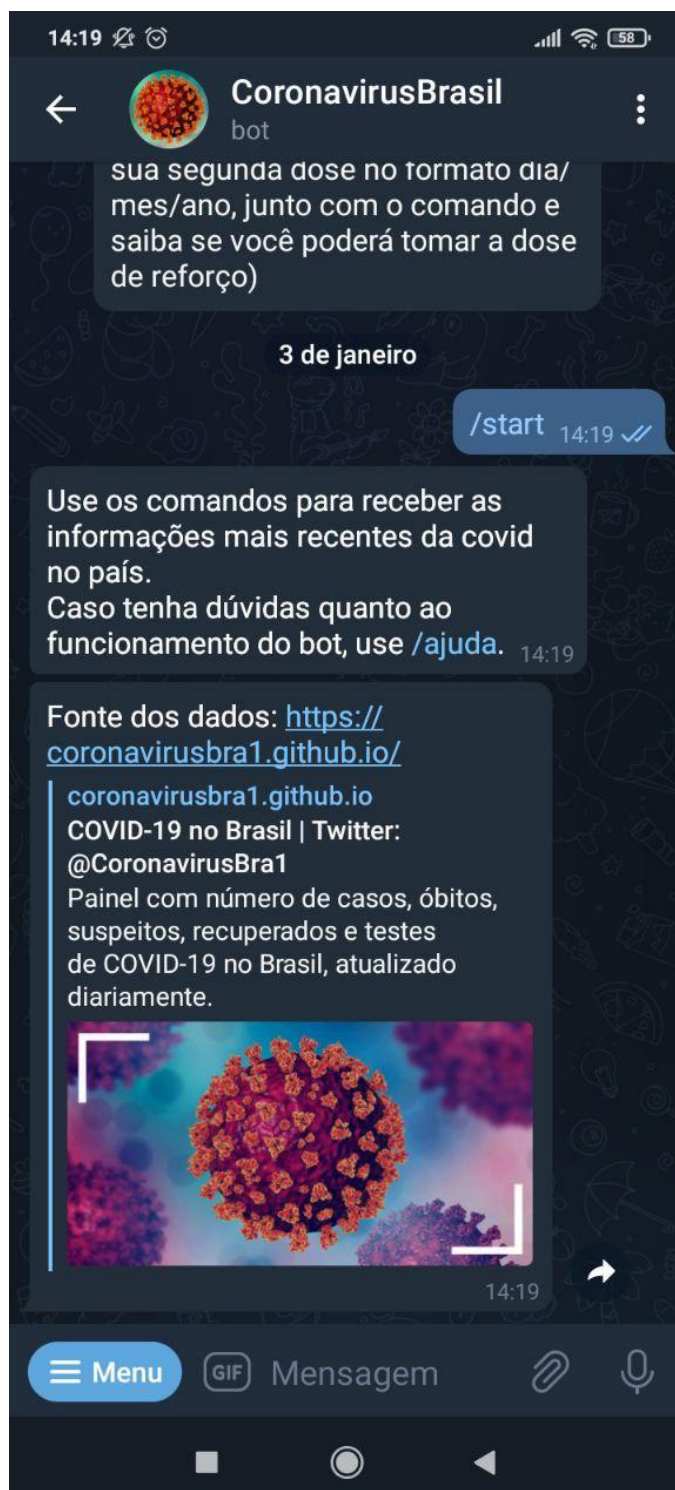 14:19
58
CoronavirusBrasil
bot
sua segunda dose no formato dia/
mes/ano, junto com o comando e
saiba se você poderá tomar a dose
de reforço)
3 de janeiro
/start 14:19
Use os comandos para receber as
informações mais recentes da covid
no país.
Caso tenha dúvidas quanto ao
funcionamento do bot, use /ajuda. 14:19
Fonte dos dados: https://
coronavirusbra1.github.io/
coronavirusbra1.github.io
COVID-19 no Brasil | Twitter:
@CoronavirusBra1
Painel com número de casos, óbitos,
suspeitos, recuperados e testes
de COVID-19 no Brasil, atualizado
diariamente.
14:19
Menu GIF Mensagem